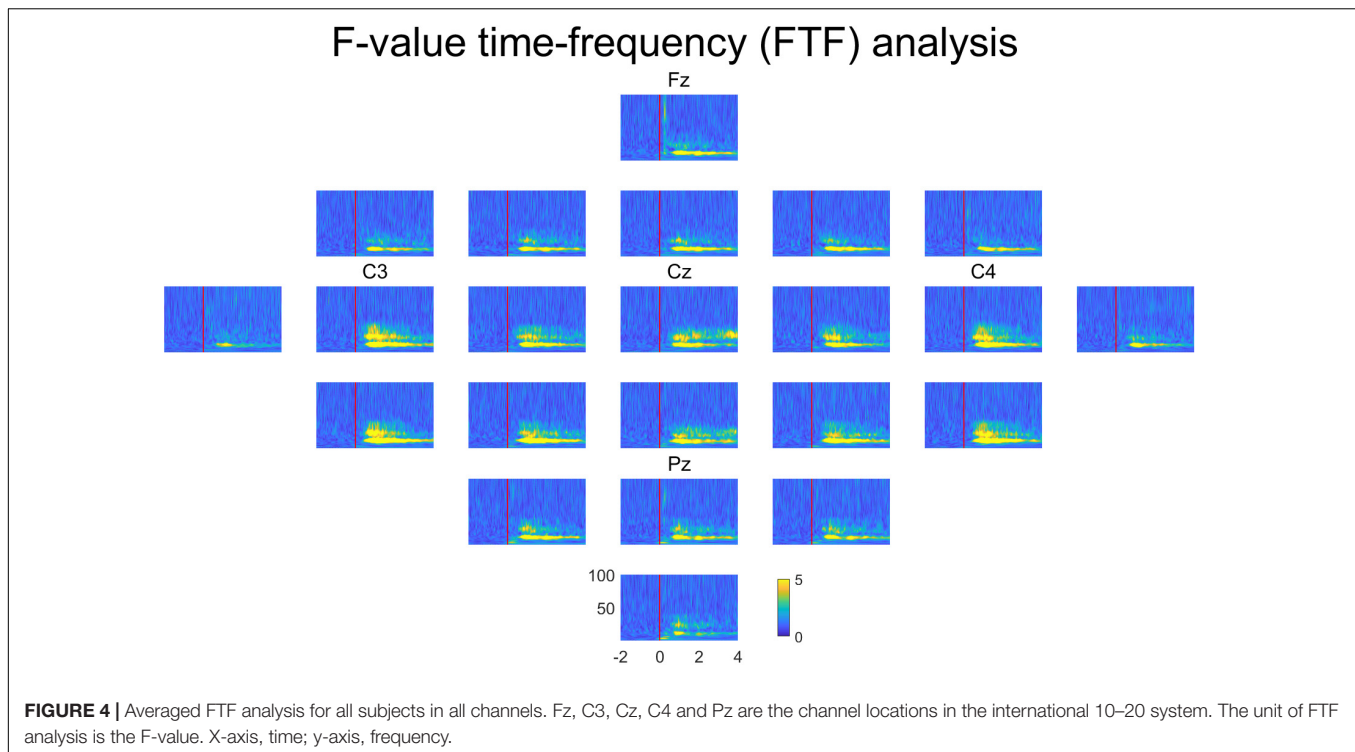 F-value time-frequency (FTF) analysis
Fz
C3 Cz C4
Pz
100
50
5
0
-2 0 2 4
FIGURE 4 | Averaged FTF analysis for all subjects in all channels. Fz, C3, Cz, C4 and Pz are the channel locations in the international 10–20 system. The unit of FTF
analysis is the F-value. X-axis, time; y-axis, frequency.